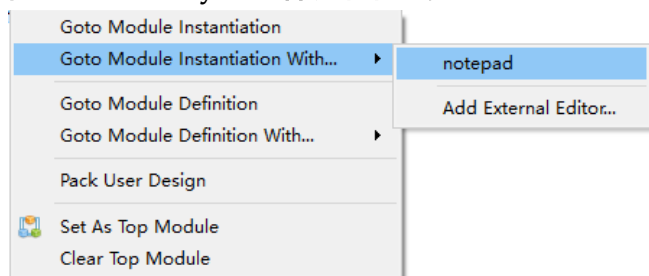 Goto Module Instantiation
Goto Module Instantiation With...
notepad
Add External Editor...
Goto Module Definition
Goto Module Definition With...
Pack User Design
Set As Top Module
Clear Top Module